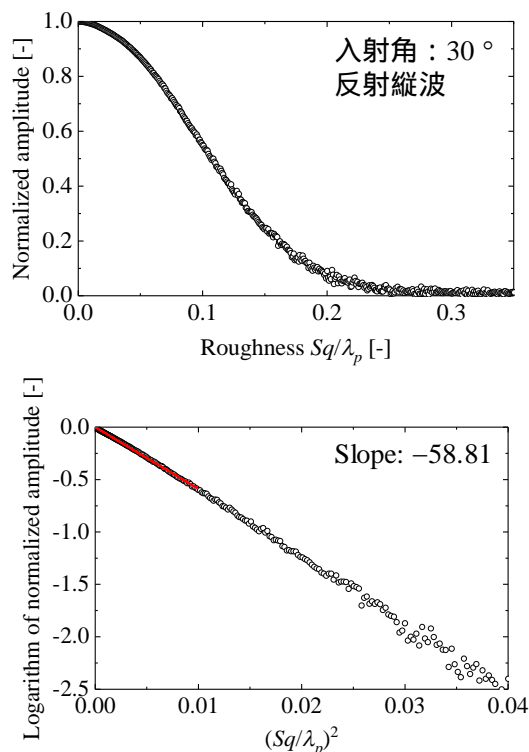 Normalized amplitude [-]
1.0
0.8
0.6
0.4
0.2
0.0
入射角：30 °
反射縦波
0.0 0.1 0.2 0.3
Roughness Sq/λp [-]
Logarithm of normalized amplitude [-]
0.0
-0.5
-1.0
-1.5
-2.0
-2.5
Slope: −58.81
0.00 0.01 0.02 0.03 0.04
(Sq/λp)²